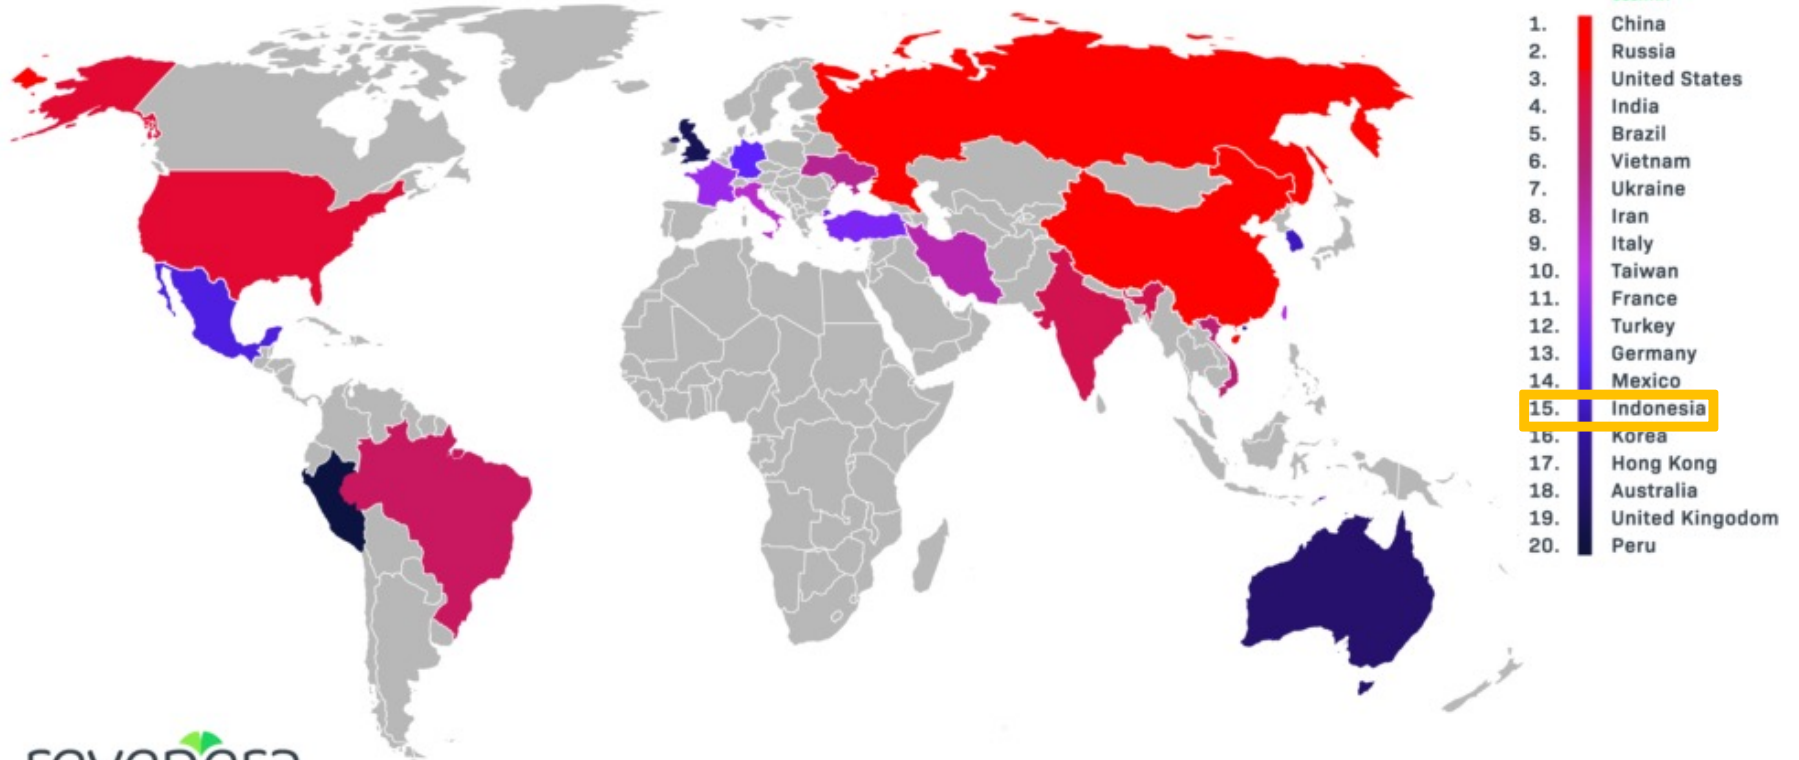 1. China
2. Russia
3. United States
4. India
5. Brazil
6. Vietnam
7. Ukraine
8. Iran
9. Italy
10. Taiwan
11. France
12. Turkey
13. Germany
14. Mexico
15. Indonesia
16. Korea
17. Hong Kong
18. Australia
19. United Kingodom
20. Peru
revenera